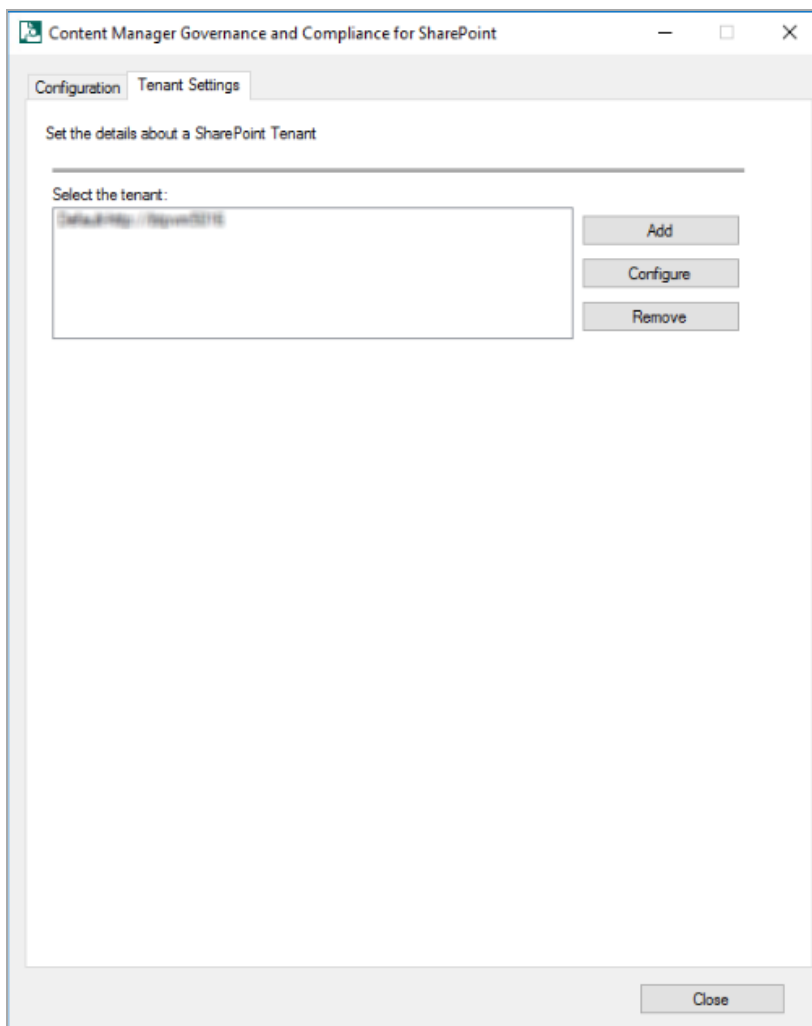 Content Manager Governance and Compliance for SharePoint
Configuration
Tenant Settings
Set the details about a SharePoint Tenant
Select the tenant:
Add
Configure
Remove
Close